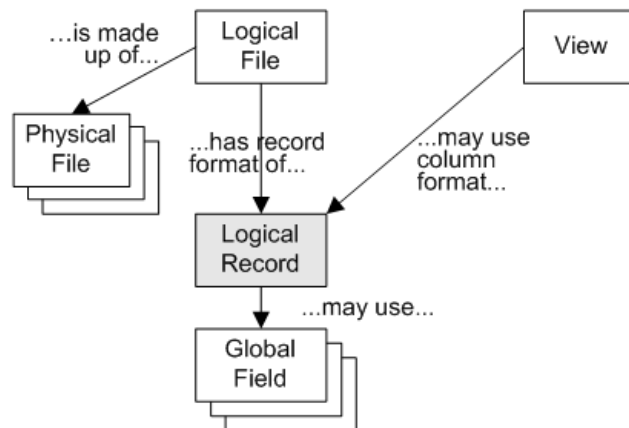 ...is made
up of...
Logical
File
View
Physical
File
...has record
format of...
...may use
column
format...
Logical
Record
...may use...
Global
Field